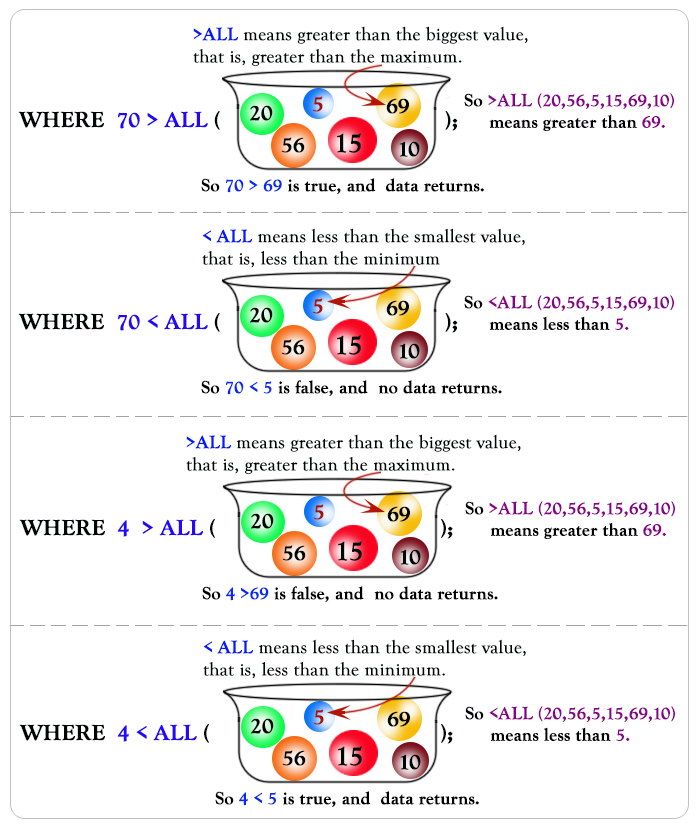 >ALL means greater than the biggest value,
that is, greater than the maximum.
WHERE 70 > ALL (
20
5
69
56
15
10
);
So >ALL (20,56,5,15,69,10)
means greater than 69.
So 70 > 69 is true, and data returns.
< ALL means less than the smallest value,
that is, less than the minimum
WHERE 70 < ALL (
20
5
69
56
15
10
);
So <ALL (20,56,5,15,69,10)
means less than 5.
So 70 < 5 is false, and no data returns.
>ALL means greater than the biggest value,
that is, greater than the maximum.
WHERE 4 > ALL (
20
5
69
56
15
10
);
So >ALL (20,56,5,15,69,10)
means greater than 69.
So 4 >69 is false, and no data returns.
< ALL means less than the smallest value,
that is, less than the minimum.
WHERE 4 < ALL (
20
5
69
56
15
10
);
So <ALL (20,56,5,15,69,10)
means less than 5.
So 4 < 5 is true, and data returns.